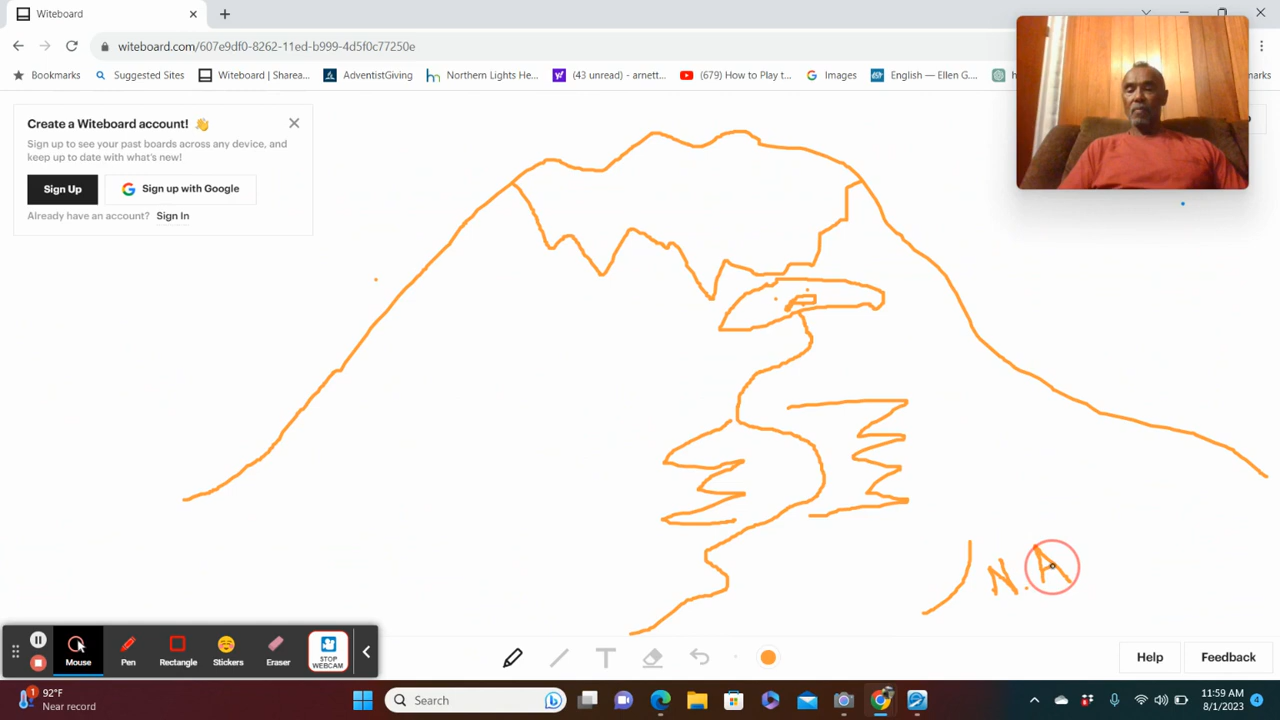 Witeboard
witeboard.com/607e9df0-8262-11ed-b999-4d5f0c77250e
Bookmarks
Suggested Sites
Witeboard | Sharea...
AdventistGiving
Northern Lights He...
(43 unread) - arnett...
(679) How to Play t...
Images
English — Ellen G....
Create a Witeboard account! 👋
Sign up to see your past boards across any device, and
keep up to date with what's new!
Sign Up
Sign up with Google
Already have an account? Sign In
N.A
Mouse
Pen
Rectangle
Stickers
Eraser
STOP
WEBCAM
Help
Feedback
1
92°F
Near record
Search
11:59 AM
8/1/2023
4